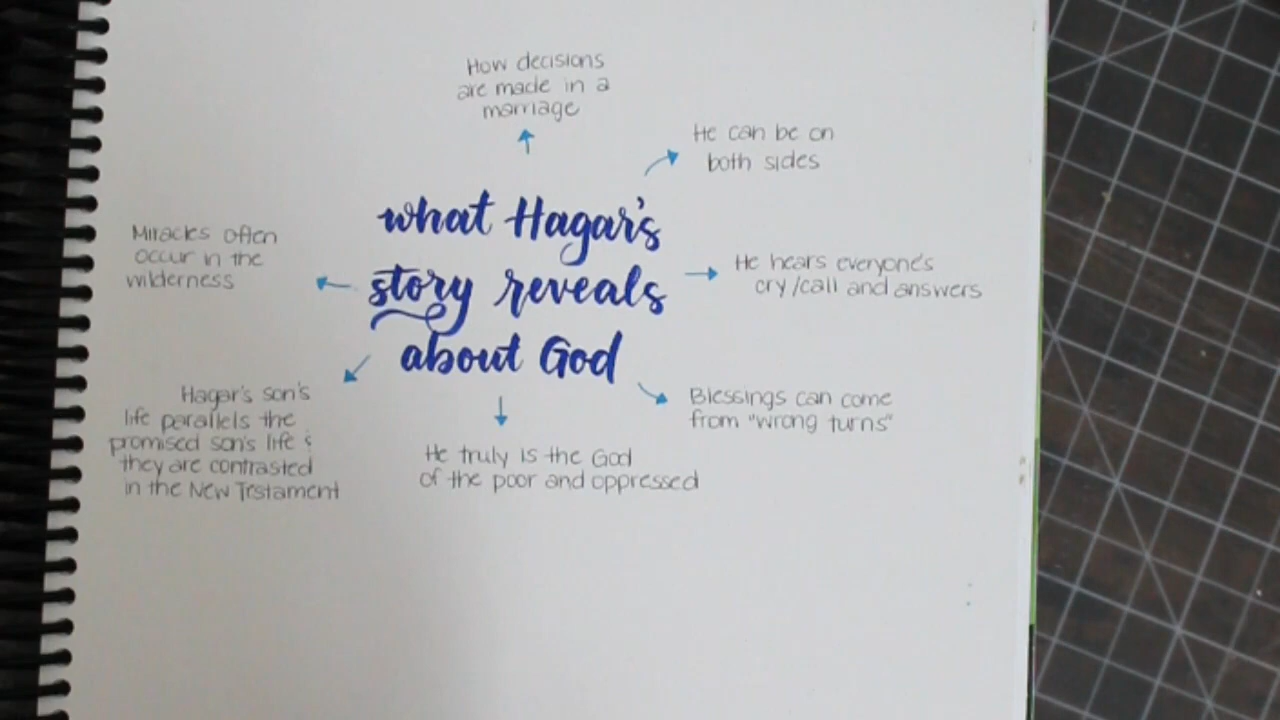 How decisions
are made in a
marriage
He can be on
both sides
what Hagar's
story reveals
about God
Miracles often
occur in the
wilderness
He hears everyone's
cry/call and answers
Hagar's son's
life parallels the
promised son's life &
they are contrasted
in the New Testament
He truly is the God
of the poor and oppressed
Blessings can come
from "wrong turns"